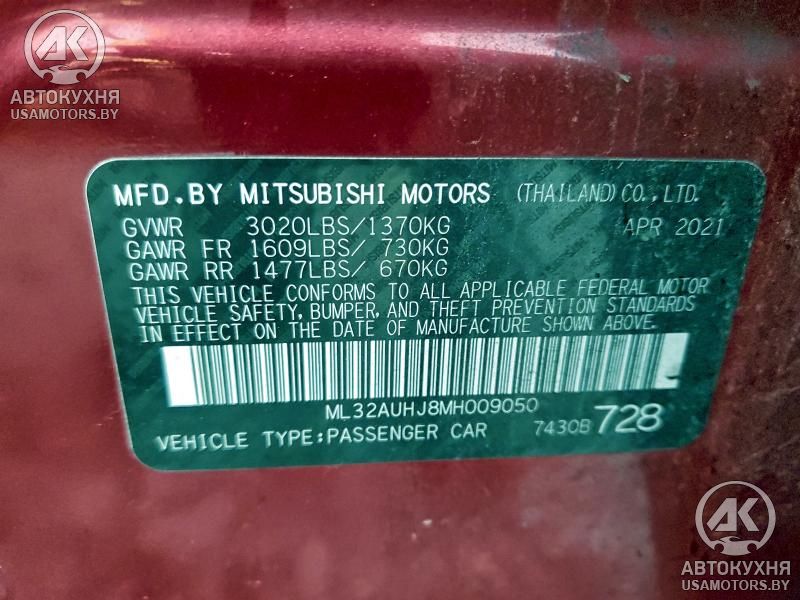 AK
АВТОКУХНЯ
USAMOTORS.BY
MFD.BY MITSUBISHI MOTORS (THAILAND)CO.,LTD.
GVWR 3020LBS/1370KG APR 2021
GAWR FR 1609LBS/ 730KG
GAWR RR 1477LBS/ 670KG
THIS VEHICLE CONFORMS TO ALL APPLICABLE FEDERAL MOTOR
VEHICLE SAFETY, BUMPER, AND THEFT PREVENTION STANDARDS
IN EFFECT ON THE DATE OF MANUFACTURE SHOWN ABOVE.
ML32AUHJ8MH009050
VEHICLE TYPE:PASSENGER CAR 7430B 728
AK
АВТОКУХНЯ
USAMOTORS.BY